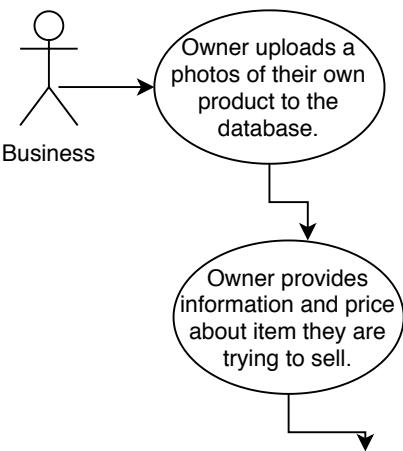 Owner uploads a
photos of their own
product to the
database.
Business
Owner provides
information and price
about item they are
trying to sell.